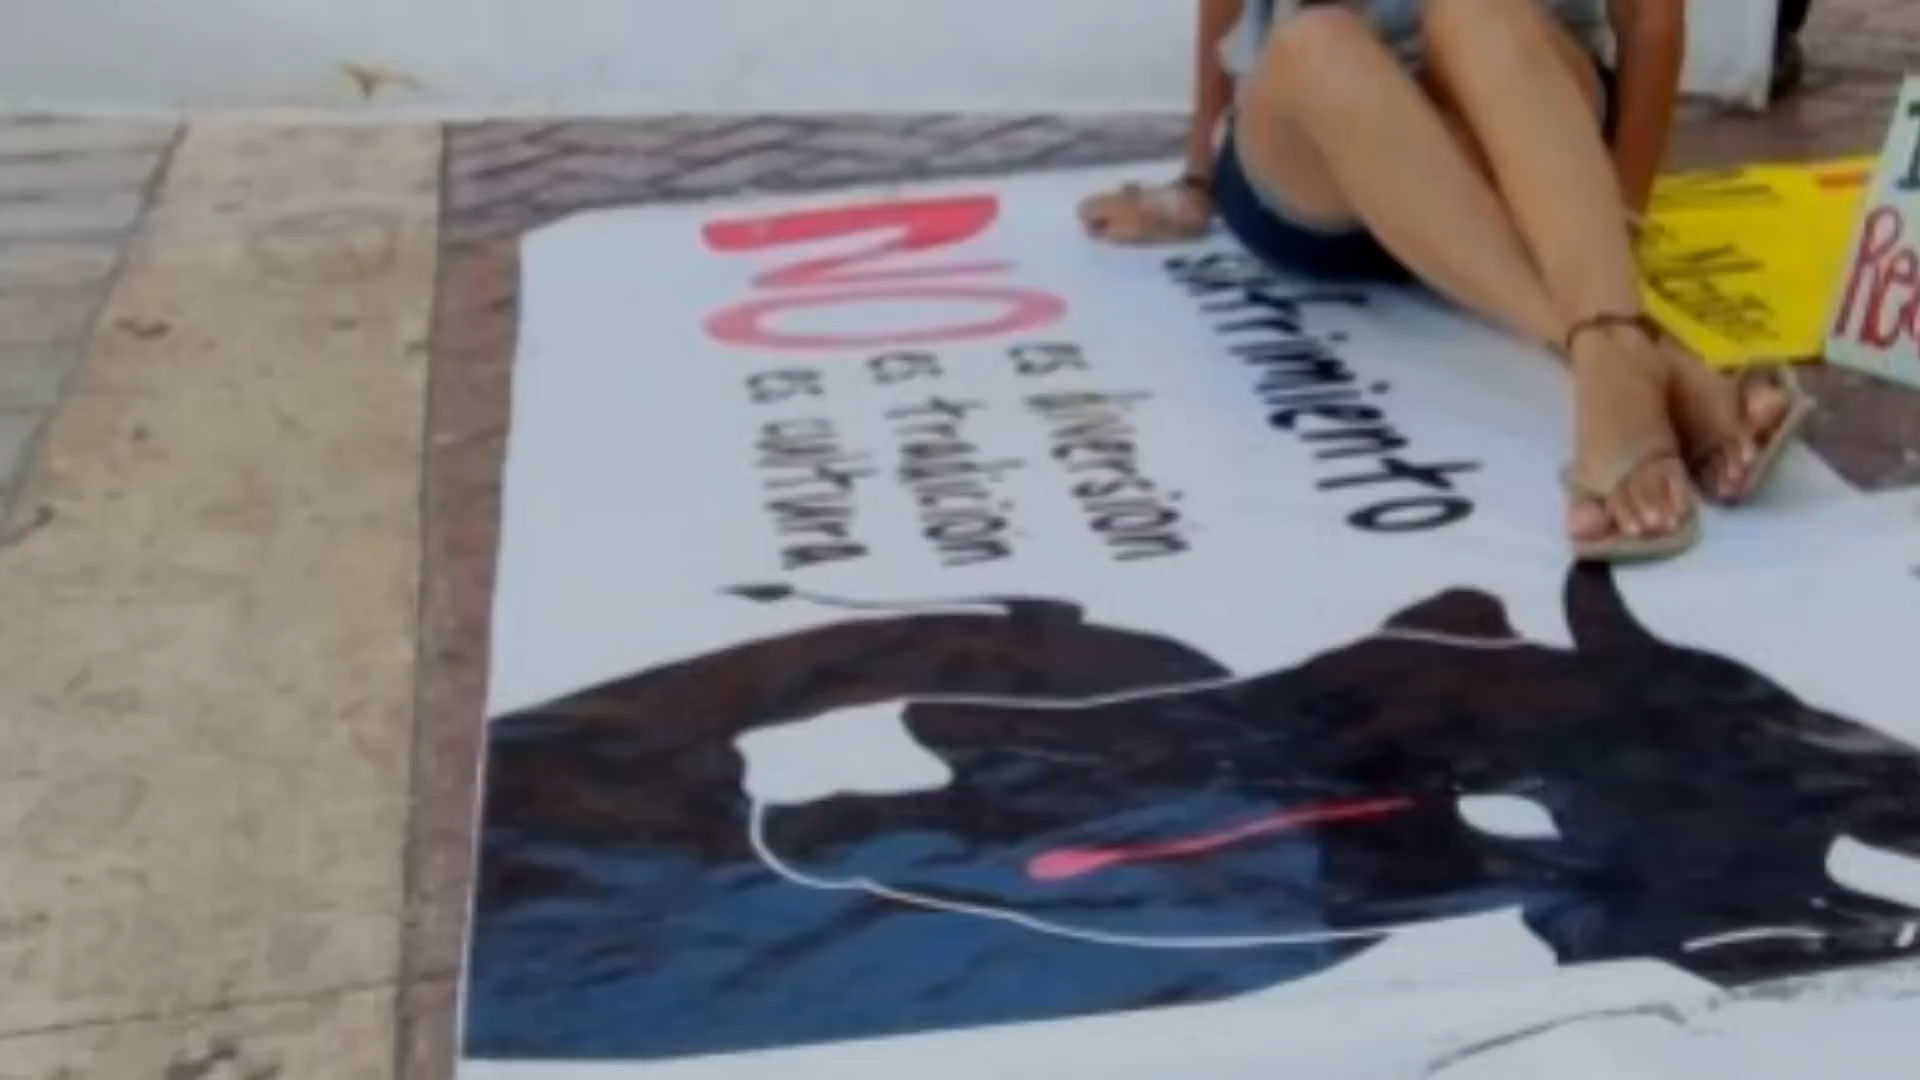 sufrimiento
NO
es diversión
es tradición
es cultura